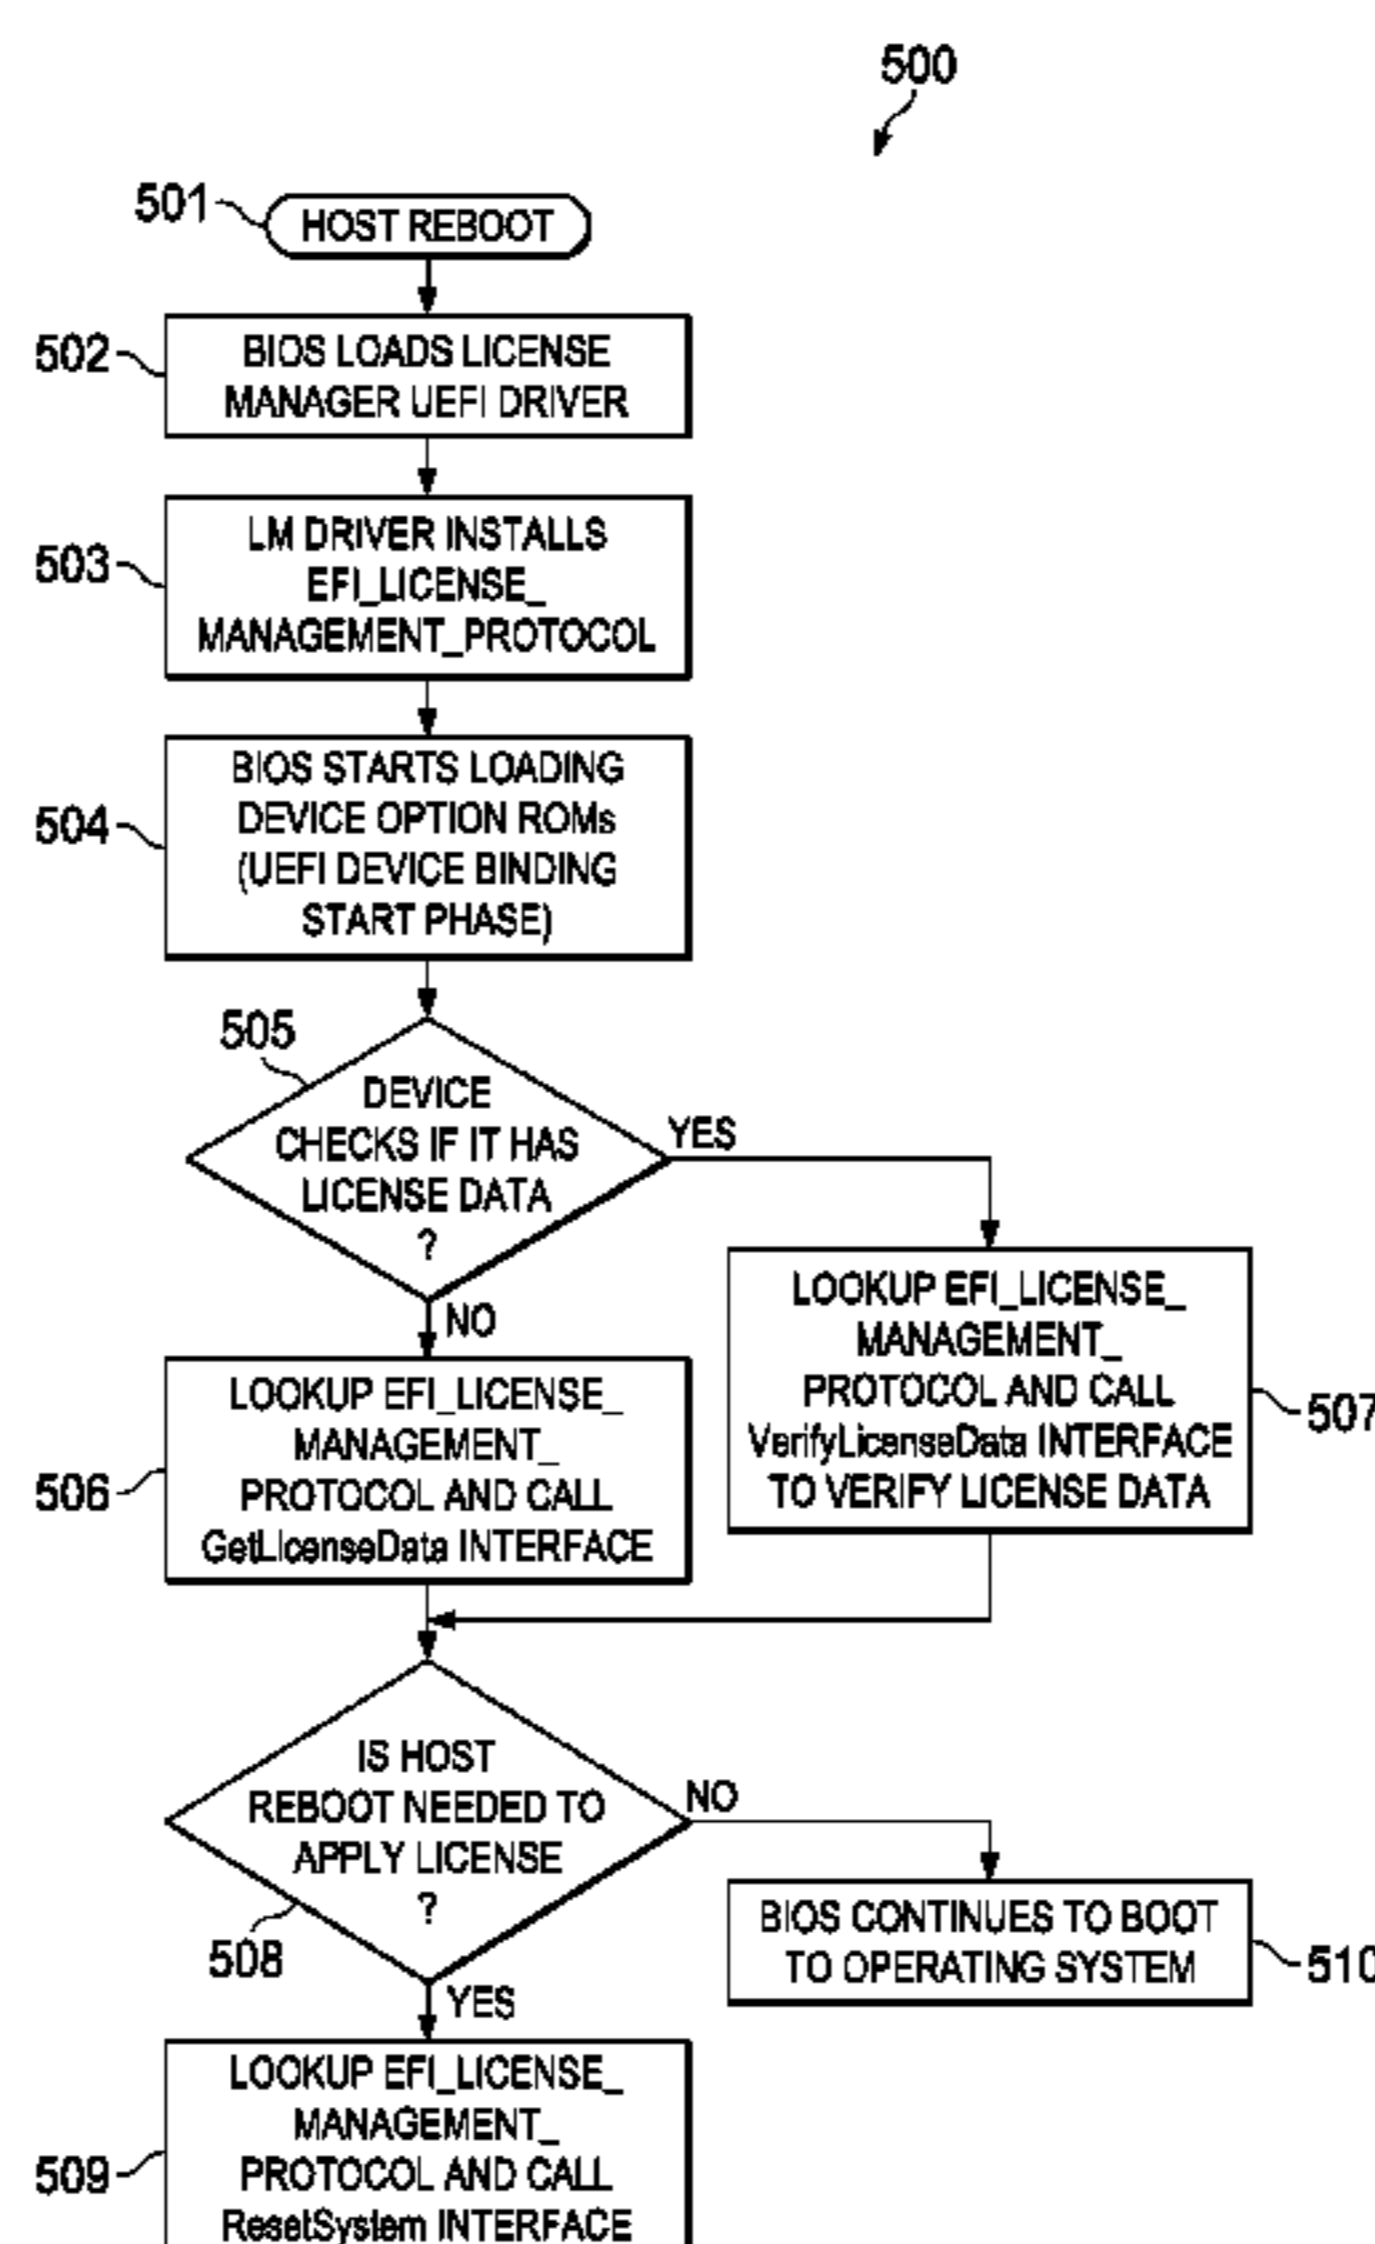 500
501
HOST REBOOT
502
BIOS LOADS LICENSE
MANAGER UEFI DRIVER
503
LM DRIVER INSTALLS
EFI_LICENSE_
MANAGEMENT_PROTOCOL
504
BIOS STARTS LOADING
DEVICE OPTION ROMs
(UEFI DEVICE BINDING
START PHASE)
505
DEVICE
CHECKS IF IT HAS
LICENSE DATA
?
YES
NO
506
LOOKUP EFI_LICENSE_
MANAGEMENT_
PROTOCOL AND CALL
GetLicenseData INTERFACE
LOOKUP EFI_LICENSE_
MANAGEMENT_
PROTOCOL AND CALL
VerifyLicenseData INTERFACE
TO VERIFY LICENSE DATA
507
IS HOST
REBOOT NEEDED TO
APPLY LICENSE
?
508
NO
YES
BIOS CONTINUES TO BOOT
TO OPERATING SYSTEM
510
509
LOOKUP EFI_LICENSE_
MANAGEMENT_
PROTOCOL AND CALL
ResetSystem INTERFACE